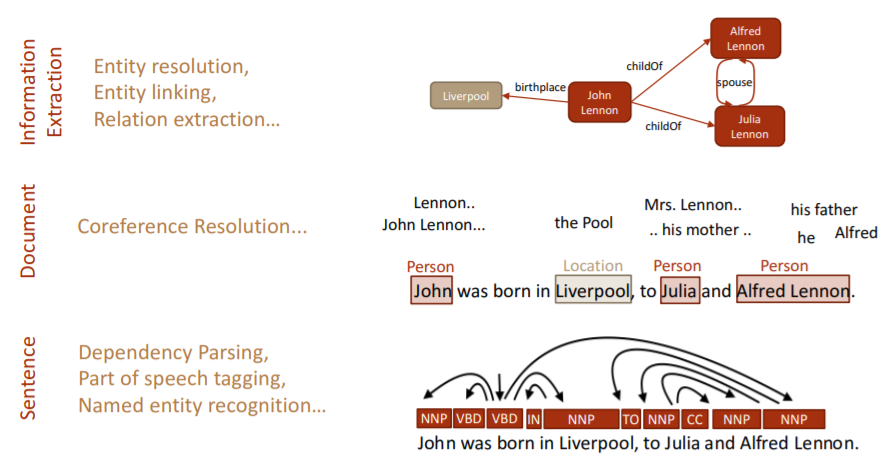 Information
Extraction
Entity resolution,
Entity linking,
Relation extraction…
Alfred
Lennon
childOf
spouse
Liverpool
birthplace
John
Lennon
childOf
Julia
Lennon
Document
Coreference Resolution...
Lennon..
John Lennon...
the Pool
Mrs. Lennon..
.. his mother ..
his father
he
Alfred
Person
Location
Person
Person
John was born in Liverpool, to Julia and Alfred Lennon.
Sentence
Dependency Parsing,
Part of speech tagging,
Named entity recognition…
NNP VBD VBD IN NNP TO NNP CC NNP NNP
John was born in Liverpool, to Julia and Alfred Lennon.